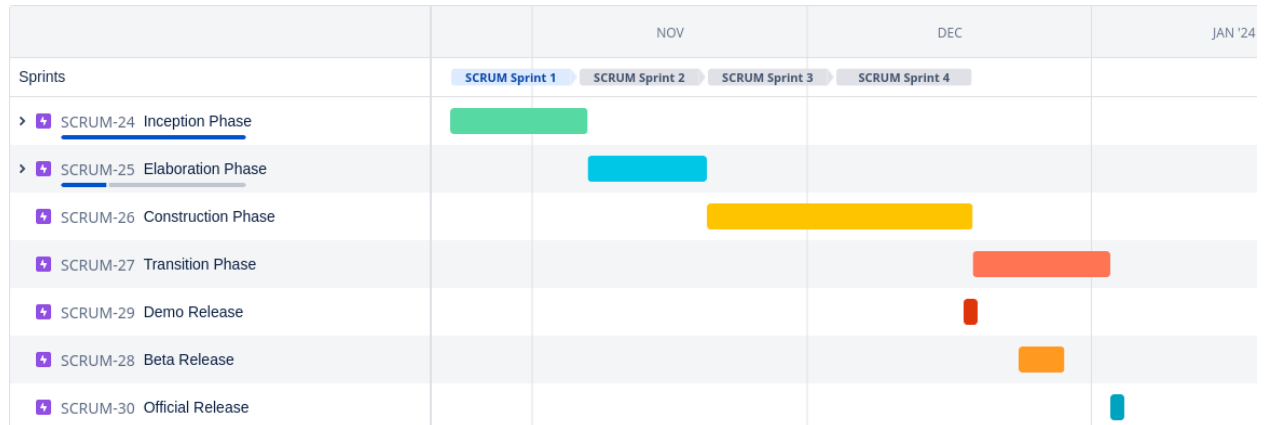 NOV DEC JAN '24
Sprints SCRUM Sprint 1 SCRUM Sprint 2 SCRUM Sprint 3 SCRUM Sprint 4
SCRUM-24 Inception Phase
SCRUM-25 Elaboration Phase
SCRUM-26 Construction Phase
SCRUM-27 Transition Phase
SCRUM-29 Demo Release
SCRUM-28 Beta Release
SCRUM-30 Official Release